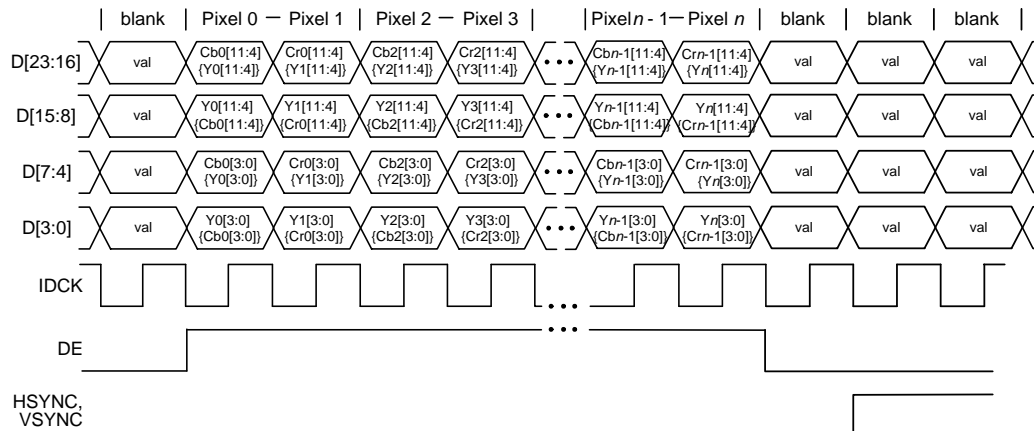 blank Pixel 0 — Pixel 1 Pixel 2 — Pixel 3 Pixel n - 1 — Pixel n blank blank blank
D[23:16] val Cb0[11:4] Cr0[11:4] Cb2[11:4] Cr2[11:4] ••• Cbn-1[11:4] Crn-1[11:4] val val val
{Y0[11:4]} {Y1[11:4]} {Y2[11:4]} {Y3[11:4]} {Yn-1[11:4]} {Yn[11:4]}
D[15:8] val Y0[11:4] Y1[11:4] Y2[11:4] Y3[11:4] ••• Yn-1[11:4] Yn[11:4] val val val
{Cb0[11:4]} {Cr0[11:4]} {Cb2[11:4]} {Cr2[11:4]} {Cbn-1[11:4]} {Crn-1[11:4]}
D[7:4] val Cb0[3:0] Cr0[3:0] Cb2[3:0] Cr2[3:0] ••• Cbn-1[3:0] Crn-1[3:0] val val val
{Y0[3:0]} {Y1[3:0]} {Y2[3:0]} {Y3[3:0]} {Yn-1[3:0]} {Yn[3:0]}
D[3:0] val Y0[3:0] Y1[3:0] Y2[3:0] Y3[3:0] ••• Yn-1[3:0] Yn[3:0] val val val
{Cb0[3:0]} {Cr0[3:0]} {Cb2[3:0]} {Cr2[3:0]} {Cbn-1[3:0]} {Crn-1[3:0]}
IDCK •••
DE •••
HSYNC,
VSYNC